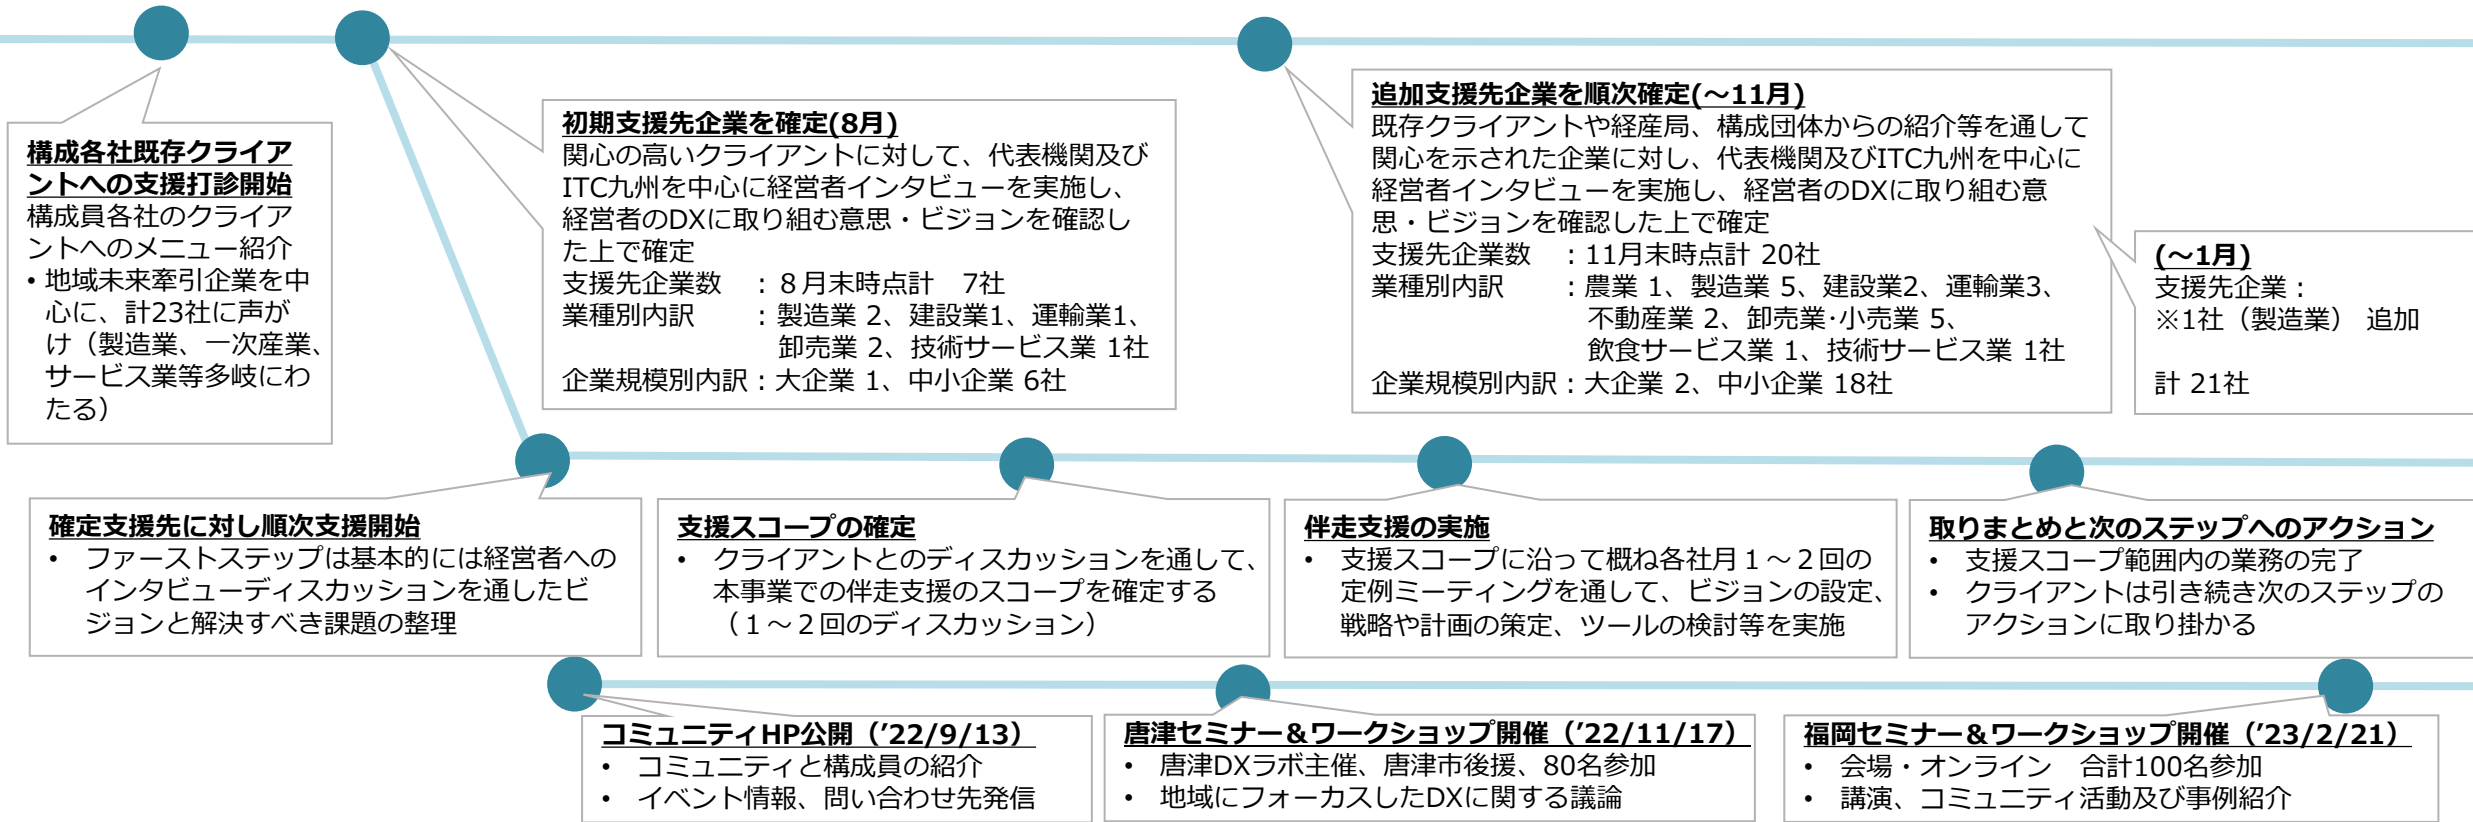 構成各社既存クライア
ントへの支援打診開始
構成員各社のクライア
ントへのメニュー紹介
• 地域未来牽引企業を中
心に、計23社に声が
け（製造業、一次産業、
サービス業等多岐にわ
たる）
初期支援先企業を確定(8月)
関心の高いクライアントに対して、代表機関及び
ITC九州を中心に経営者インタビューを実施し、
経営者のDXに取り組む意思・ビジョンを確認し
た上で確定
支援先企業数　：８月末時点計　7社
業種別内訳　　：製造業 2、建設業1、運輸業1、
卸売業 2、技術サービス業 1社
企業規模別内訳：大企業 1、中小企業 6社
追加支援先企業を順次確定(～11月)
既存クライアントや経産局、構成団体からの紹介等を通して
関心を示された企業に対し、代表機関及びITC九州を中心に
経営者インタビューを実施し、経営者のDXに取り組む意
思・ビジョンを確認した上で確定
支援先企業数　：11月末時点計 20社
業種別内訳　　：農業 1、製造業 5、建設業2、運輸業3、
不動産業 2、卸売業･小売業 5、
飲食サービス業 1、技術サービス業 1社
企業規模別内訳：大企業 2、中小企業 18社
(～1月)
支援先企業：
※1社（製造業） 追加
計 21社
確定支援先に対し順次支援開始
• ファーストステップは基本的には経営者への
インタビューディスカッションを通したビ
ジョンと解決すべき課題の整理
支援スコープの確定
• クライアントとのディスカッションを通して、
本事業での伴走支援のスコープを確定する
（１～２回のディスカッション）
伴走支援の実施
• 支援スコープに沿って概ね各社月１～２回の
定例ミーティングを通して、ビジョンの設定、
戦略や計画の策定、ツールの検討等を実施
取りまとめと次のステップへのアクション
• 支援スコープ範囲内の業務の完了
• クライアントは引き続き次のステップの
アクションに取り掛かる
コミュニティHP公開（’22/9/13）
• コミュニティと構成員の紹介
• イベント情報、問い合わせ先発信
唐津セミナー＆ワークショップ開催（’22/11/17）
• 唐津DXラボ主催、唐津市後援、80名参加
• 地域にフォーカスしたDXに関する議論
福岡セミナー＆ワークショップ開催（’23/2/21）
• 会場・オンライン　合計100名参加
• 講演、コミュニティ活動及び事例紹介